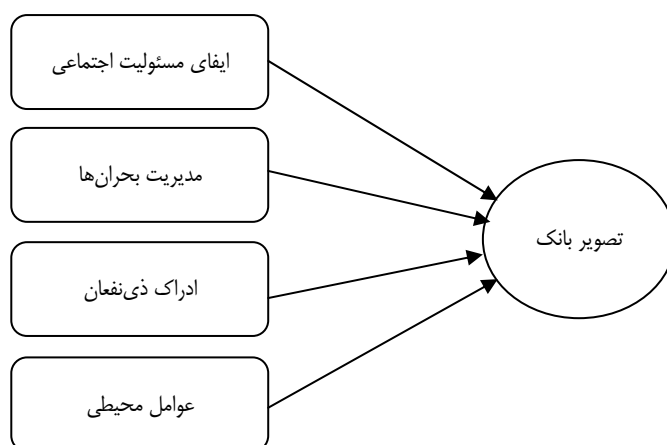 ایفای مسئولیت اجتماعی
مدیریت بحران‌ها
تصویر بانک
ادراک ذی‌نفعان
عوامل محیطی